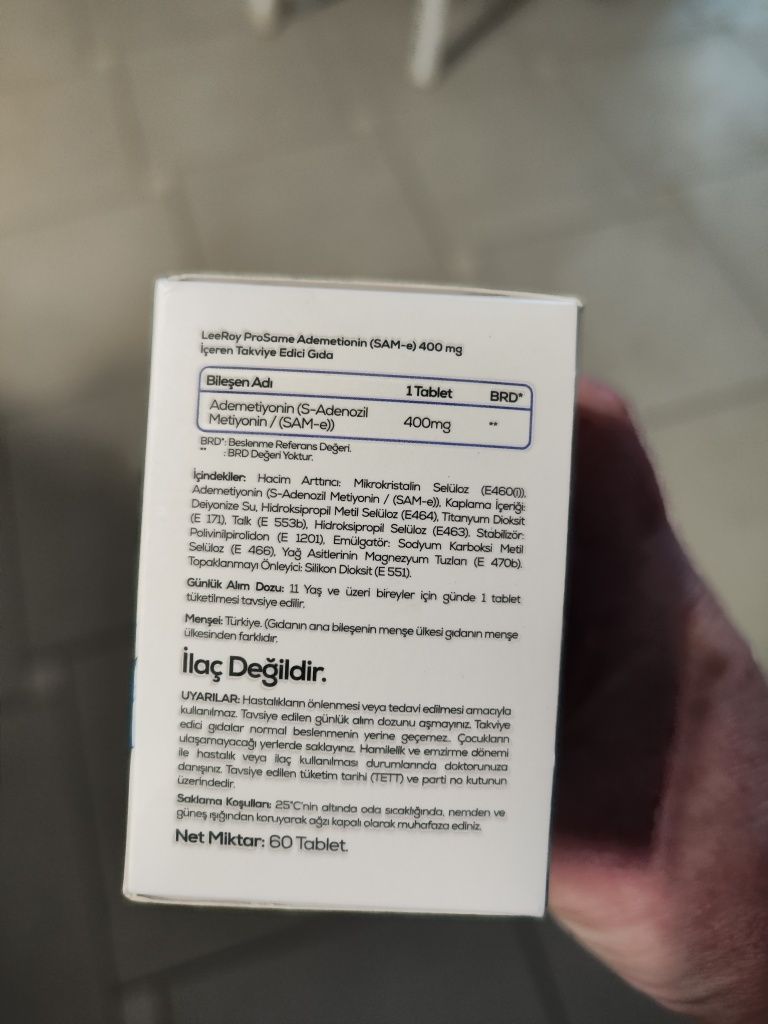 LeeRoy ProSame Ademetionin (SAM-e) 400 mg
İçeren Takviye Edici Gıda
Bileşen Adı 1 Tablet BRD*
Ademetiyonin (S-Adenozil
Metiyonin / (SAM-e)) 400mg **
BRD*: Beslenme Referans Değeri.
** : BRD Değeri Yoktur.
İçindekiler: Hacim Arttırıcı: Mikrokristalin Selüloz (E460(i)),
Ademetiyonin (S-Adenozil Metiyonin / (SAM-e)), Kaplama İçeriği:
Deiyonize Su, Hidroksipropil Metil Selüloz (E464), Titanyum Dioksit
(E 171), Talk (E 553b), Hidroksipropil Selüloz (E463). Stabilizör:
Polivinilpirolidon (E 1201), Emülgatör: Sodyum Karboksi Metil
Selüloz (E 466), Yağ Asitlerinin Magnezyum Tuzları (E 470b).
Topaklanmayı Önleyici: Silikon Dioksit (E 551).
Günlük Alım Dozu: 11 Yaş ve üzeri bireyler için günde 1 tablet
tüketilmesi tavsiye edilir.
Menşei: Türkiye. (Gıdanın ana bileşenin menşe ülkesi gıdanın menşe
ülkesinden farklıdır.
İlaç Değildir.
UYARILAR: Hastalıkların önlenmesi veya tedavi edilmesi amacıyla
kullanılmaz. Tavsiye edilen günlük alım dozunu aşmayınız. Takviye
edici gıdalar normal beslenmenin yerine geçemez. Çocukların
ulaşamayacağı yerlerde saklayınız. Hamilelik ve emzirme dönemi
ile hastalık veya ilaç kullanılması durumlarında doktorunuza
danışınız. Tavsiye edilen tüketim tarihi (TETT) ve parti no kutunun
üzerindedir.
Saklama Koşulları: 25°C'nin altında oda sıcaklığında, nemden ve
güneş ışığından koruyarak ağzı kapalı olarak muhafaza ediniz.
Net Miktar: 60 Tablet.